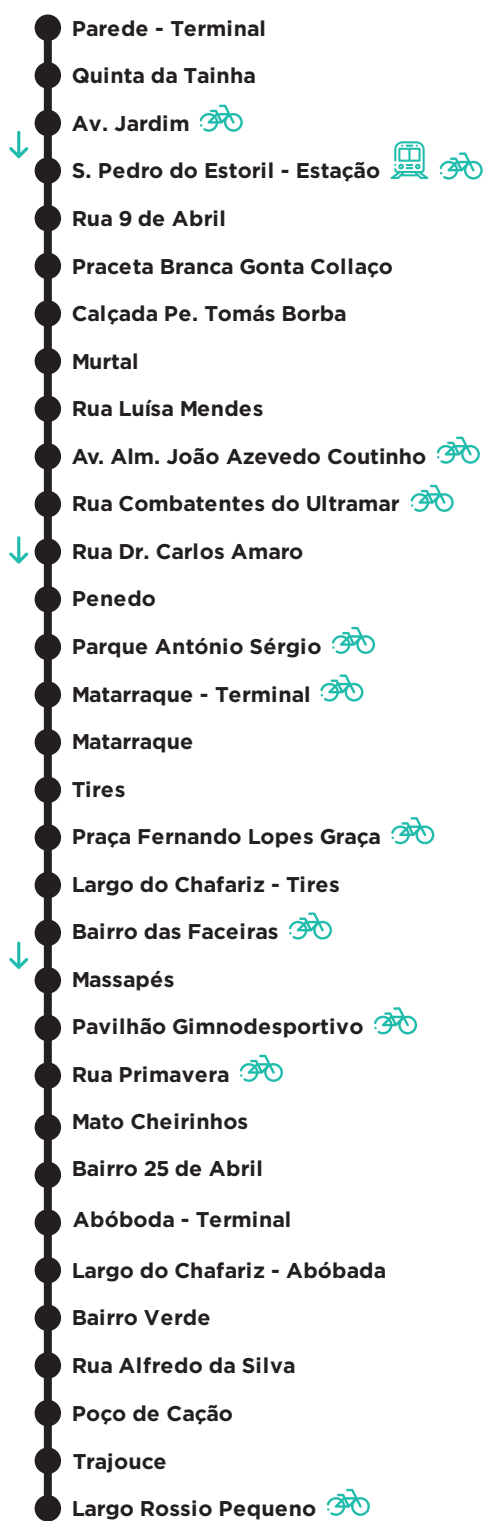 Parede - Terminal
Quinta da Tainha
Av. Jardim
S. Pedro do Estoril - Estação
Rua 9 de Abril
Praceta Branca Gonta Collaço
Calçada Pe. Tomás Borba
Murtal
Rua Luísa Mendes
Av. Alm. João Azevedo Coutinho
Rua Combatentes do Ultramar
Rua Dr. Carlos Amaro
Penedo
Parque António Sérgio
Matarraque - Terminal
Matarraque
Tires
Praça Fernando Lopes Graça
Largo do Chafariz - Tires
Bairro das Faceiras
Massapés
Pavilhão Gimnodesportivo
Rua Primavera
Mato Cheirinhos
Bairro 25 de Abril
Abóboda - Terminal
Largo do Chafariz - Abóbada
Bairro Verde
Rua Alfredo da Silva
Poço de Cação
Trajouce
Largo Rossio Pequeno